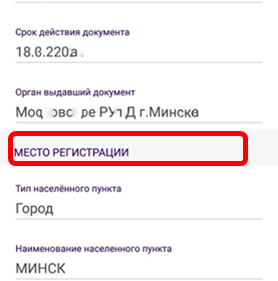 Срок действия документа
Орган выдавший документ
г.Минска
МЕСТО РЕГИСТРАЦИИ
Тип населённого пункта
Город
Наименование населенного пункта
МИНСК